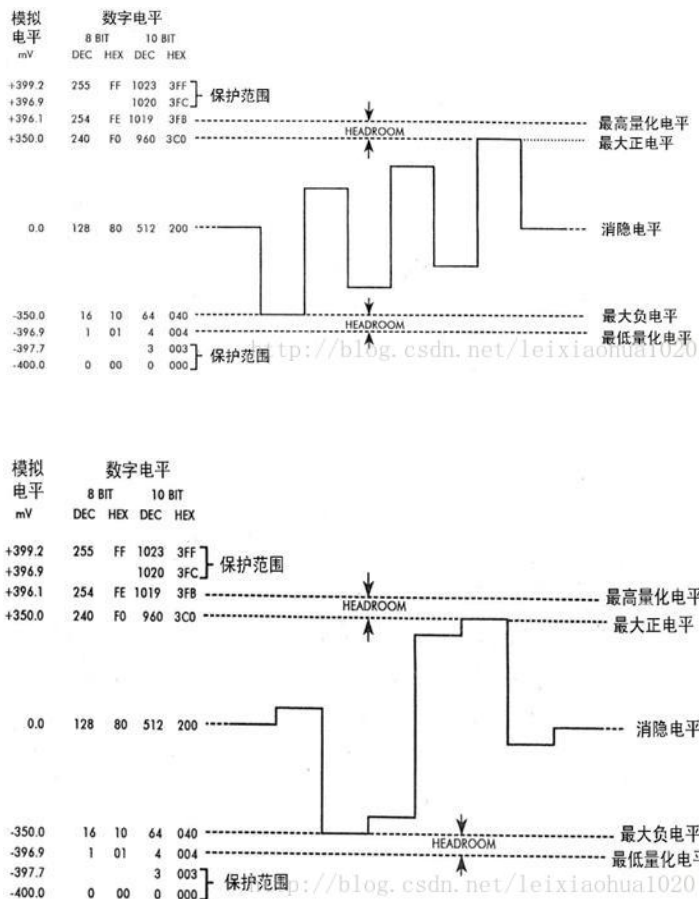 模拟 数字电平
电平 8 BIT 10 BIT
mV DEC HEX DEC HEX
+399.2 255 FF 1023 3FF
+396.9 1020 3FC 保护范围
+396.1 254 FE 1019 3FB 最高量化电平
HEADROOM
+350.0 240 F0 960 3C0 最大正电平
0.0 128 80 512 200 消隐电平
-350.0 16 10 64 040 最大负电平
HEADROOM
-396.9 1 01 4 004 最低量化电平
-397.7 3 003 保护范围
http://blog.csdn.net/leixiaohua1020
-400.0 0 00 0 000
模拟 数字电平
电平 8 BIT 10 BIT
mV DEC HEX DEC HEX
+399.2 255 FF 1023 3FF
+396.9 1020 3FC 保护范围
+396.1 254 FE 1019 3FB 最高量化电平
HEADROOM
+350.0 240 F0 960 3C0 最大正电平
0.0 128 80 512 200 消隐电平
-350.0 16 10 64 040 最大负电平
HEADROOM
-396.9 1 01 4 004 最低量化电平
-397.7 3 003 保护范围
http://blog.csdn.net/leixiaohua1020
-400.0 0 00 0 000